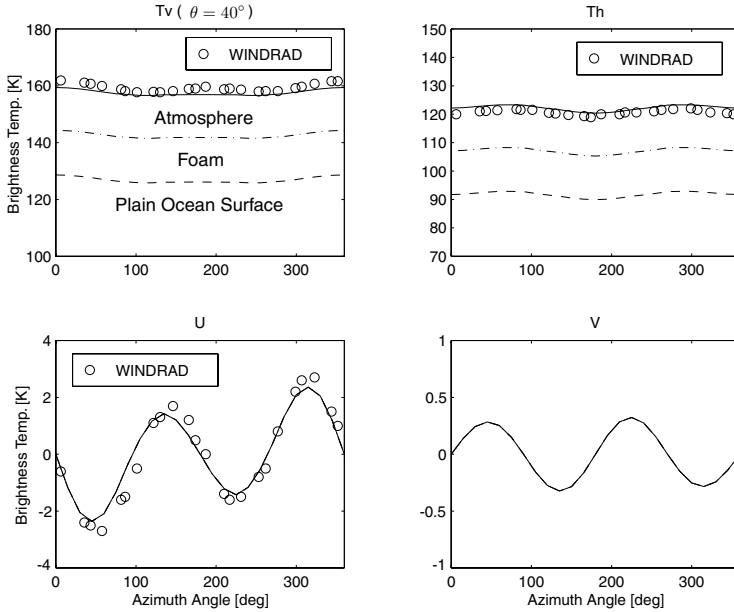 Tv ( θ = 40° )
180
160
140
120
100
Brightness Temp. [K]
WINDRAD
Atmosphere
Foam
Plain Ocean Surface
0 100 200 300
Th
150
140
130
120
110
100
90
80
70
WINDRAD
0 100 200 300
U
4
2
0
-2
-4
Brightness Temp. [K]
WINDRAD
0 100 200 300
Azimuth Angle [deg]
V
1
0.5
0
-0.5
-1
0 100 200 300
Azimuth Angle [deg]